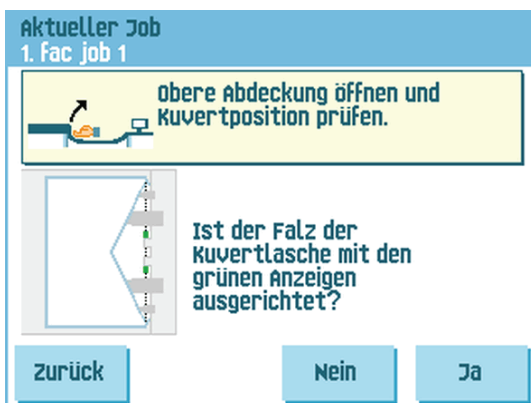 Aktueller Job
1. Fac job 1
Obere Abdeckung öffnen und
Kuvertposition prüfen.
Ist der Falz der
Kuvertlasche mit den
grünen Anzeigen
ausgerichtet?
Zurück
Nein
Ja